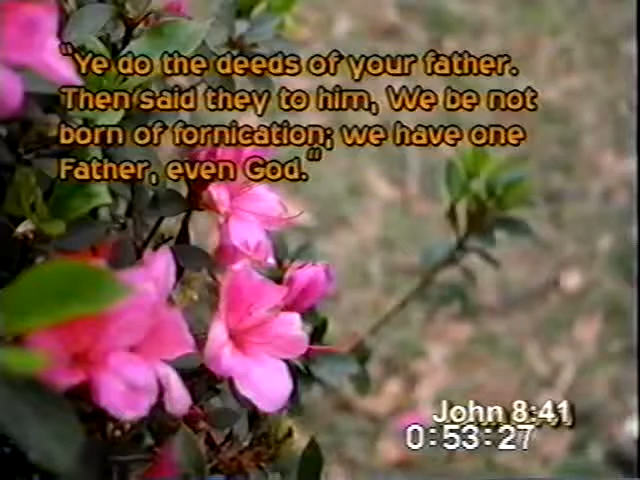 "Ye do the deeds of your father.
Then said they to him, We be not
born of fornication; we have one
Father, even God."
John 8:41
0:53:27